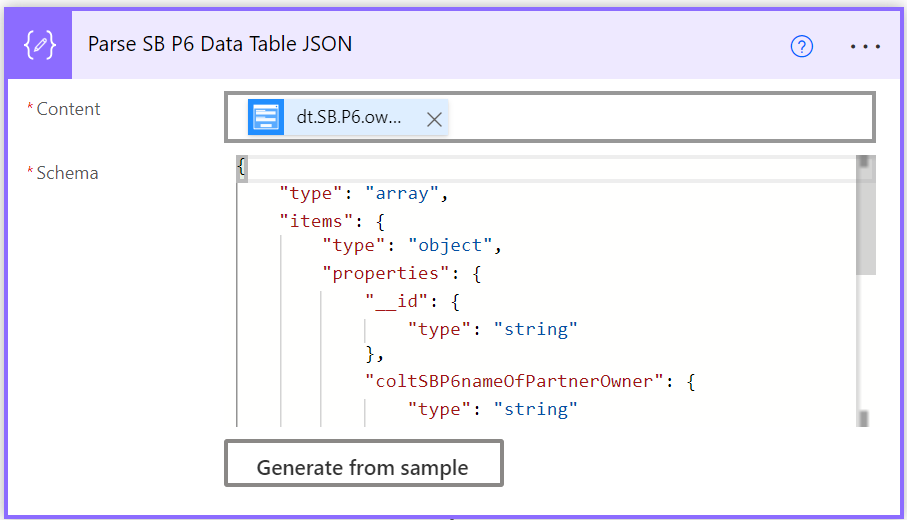 Parse SB P6 Data Table JSON
* Content
dt.SB.P6.ow...
* Schema
{
"type": "array",
"items": {
"type": "object",
"properties": {
"__id": {
"type": "string"
},
"coltSBP6nameOfPartnerOwner": {
"type": "string"
Generate from sample